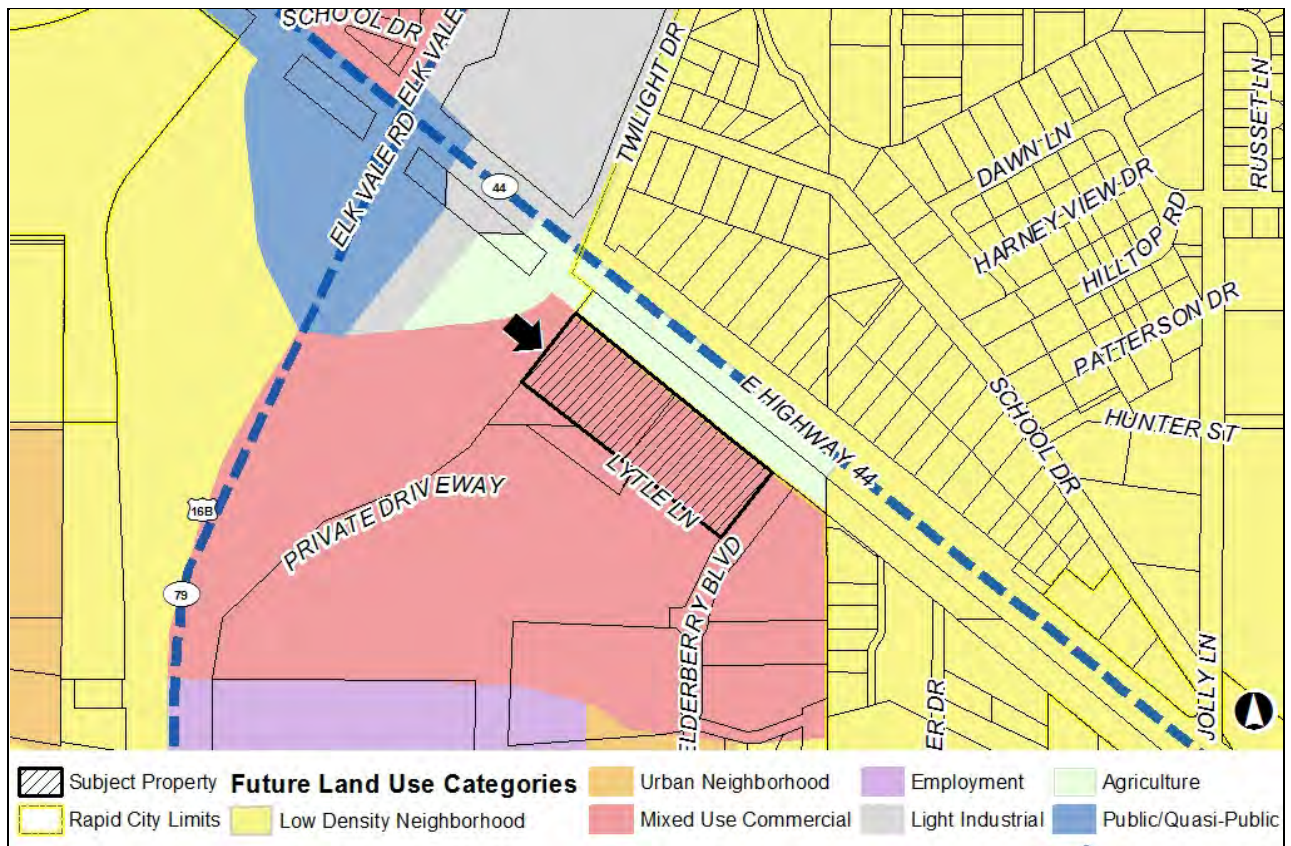 SCHOOL DR
ELK VALE RD
ELK VALE
TWILIGHT DR
44
DAWN LN
RUSSET LN
HARNEY VIEW DR
HILLTOP RD
PATTERSON DR
HUNTER ST
SCHOOL DR
E HIGHWAY 44
LYTLE LN
PRIVATE DRIVEWAY
16B
79
ELDERBERRY BLVD
ER DR
JOLLY LN
Subject Property
Future Land Use Categories
Urban Neighborhood
Employment
Agriculture
Rapid City Limits
Low Density Neighborhood
Mixed Use Commercial
Light Industrial
Public/Quasi-Public